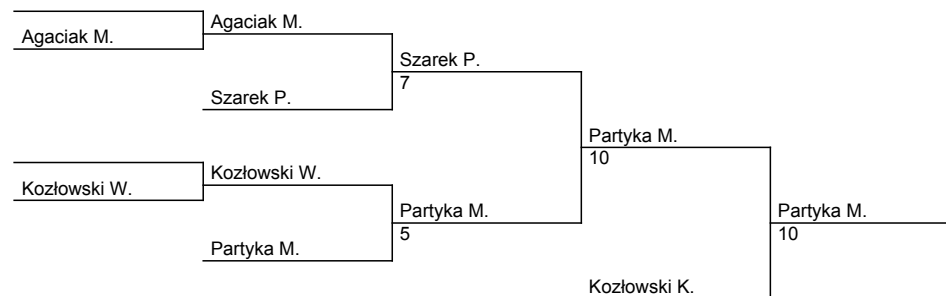 Agaciak M.
Agaciak M.
Szarek P.
7
Szarek P.
Partyka M.
10
Kozłowski W.
Kozłowski W.
Partyka M.
5
Partyka M.
Partyka M.
10
Kozłowski K.